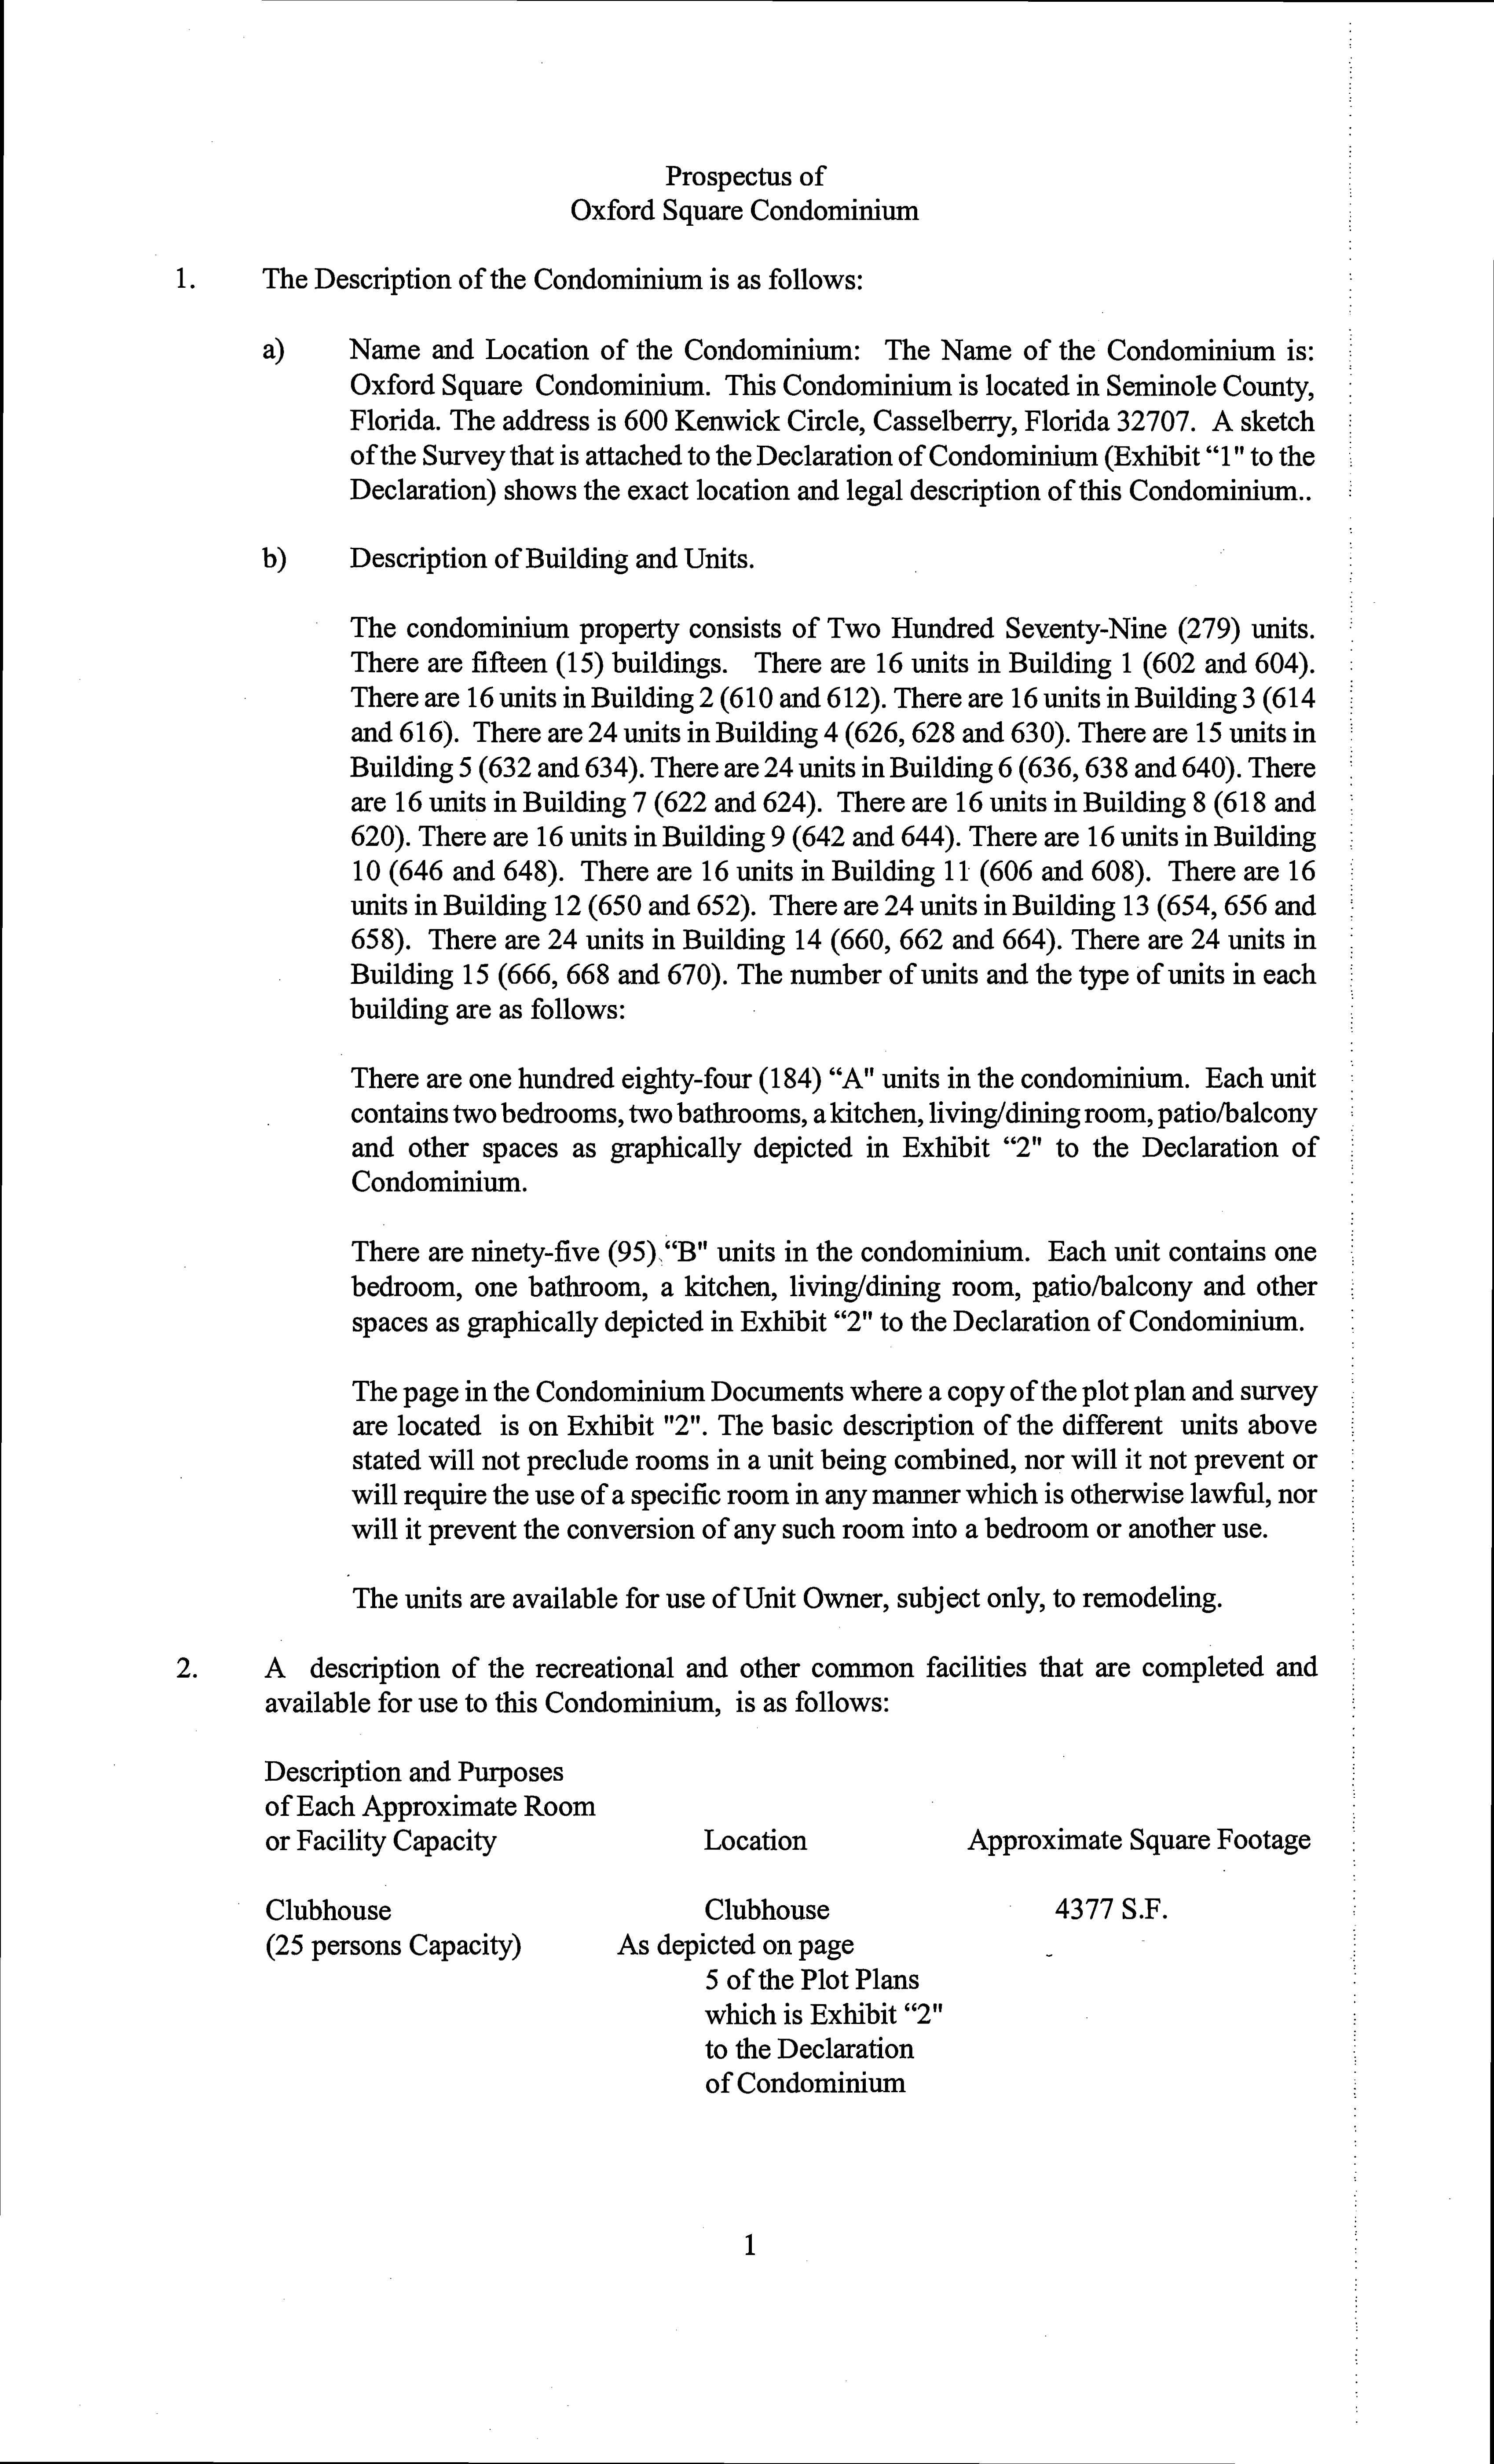 Prospectus of
Oxford Square Condominium
1. The Description of the Condominium is as follows:
a) Name and Location of the Condominium: The Name of the Condominium is:
Oxford Square Condominium. This Condominium is located in Seminole County,
Florida. The address is 600 Kenwick Circle, Casselberry, Florida 32707. A sketch
of the Survey that is attached to the Declaration of Condominium (Exhibit “1" to the
Declaration) shows the exact location and legal description of this Condominium..
b) Description of Building and Units.
The condominium property consists of Two Hundred Seventy-Nine (279) units.
There are fifteen (15) buildings. There are 16 units in Building 1 (602 and 604).
There are 16 units in Building 2 (610 and 612). There are 16 units in Building 3 (614
and 616). There are 24 units in Building 4 (626, 628 and 630). There are 15 units in
Building 5 (632 and 634). There are 24 units in Building 6 (636, 638 and 640). There
are 16 units in Building 7 (622 and 624). There are 16 units in Building 8 (618 and
620). There are 16 units in Building 9 (642 and 644). There are 16 units in Building
10 (646 and 648). There are 16 units in Building 11 (606 and 608). There are 16
units in Building 12 (650 and 652). There are 24 units in Building 13 (654, 656 and
658). There are 24 units in Building 14 (660, 662 and 664). There are 24 units in
Building 15 (666, 668 and 670). The number of units and the type of units in each
building are as follows:
There are one hundred eighty-four (184) “A" units in the condominium. Each unit
contains two bedrooms, two bathrooms, a kitchen, living/dining room, patio/balcony
and other spaces as graphically depicted in Exhibit “2" to the Declaration of
Condominium.
There are ninety-five (95) “B" units in the condominium. Each unit contains one
bedroom, one bathroom, a kitchen, living/dining room, patio/balcony and other
spaces as graphically depicted in Exhibit “2" to the Declaration of Condominium.
The page in the Condominium Documents where a copy of the plot plan and survey
are located is on Exhibit "2". The basic description of the different units above
stated will not preclude rooms in a unit being combined, nor will it not prevent or
will require the use of a specific room in any manner which is otherwise lawful, nor
will it prevent the conversion of any such room into a bedroom or another use.
The units are available for use of Unit Owner, subject only, to remodeling.
2. A description of the recreational and other common facilities that are completed and
available for use to this Condominium, is as follows:
Description and Purposes
of Each Approximate Room
or Facility Capacity Location Approximate Square Footage
Clubhouse Clubhouse 4377 S.F.
(25 persons Capacity) As depicted on page
5 of the Plot Plans
which is Exhibit “2"
to the Declaration
of Condominium
1